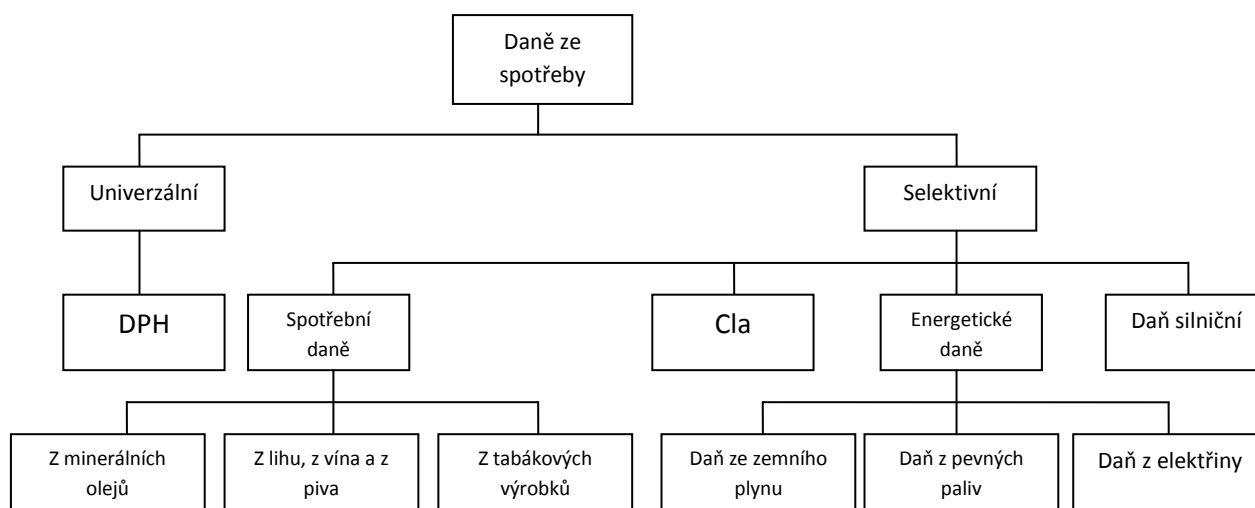 Daně ze
spotřeby
Univerzální
Selektivní
DPH
Spotřební
daně
Cla
Energetické
daně
Daň silniční
Z minerálních
olejů
Z lihu, z vína a z
piva
Z tabákových
výrobků
Daň ze zemního
plynu
Daň z pevných
paliv
Daň z elektřiny